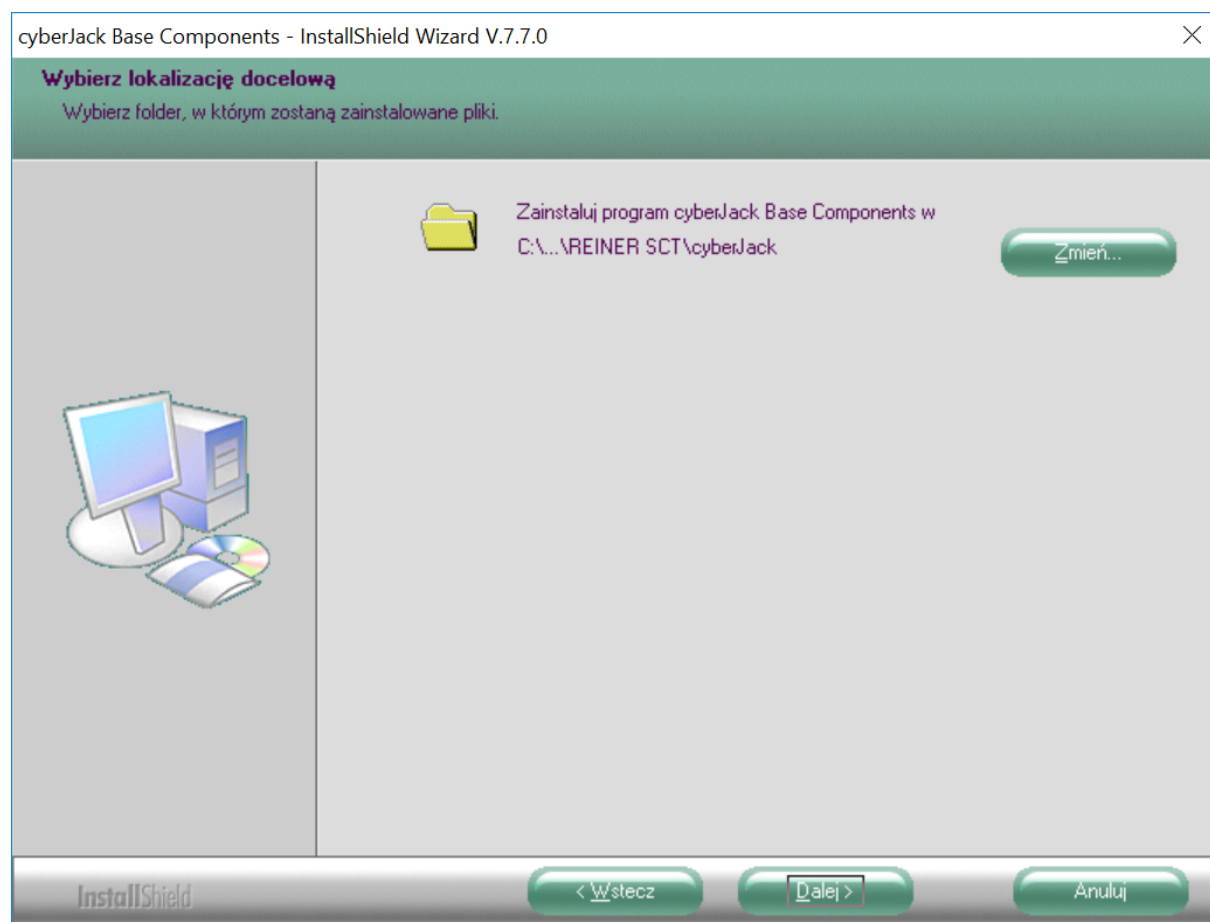 cyberJack Base Components - InstallShield Wizard V.7.7.0
Wybierz lokalizację docelową
Wybierz folder, w którym zostaną zainstalowane pliki.
Zainstaluj program cyberJack Base Components w
C:\...\REINER SCT\cyberJack
Zmień...
InstallShield
< Wstecz
Dalej >
Anuluj